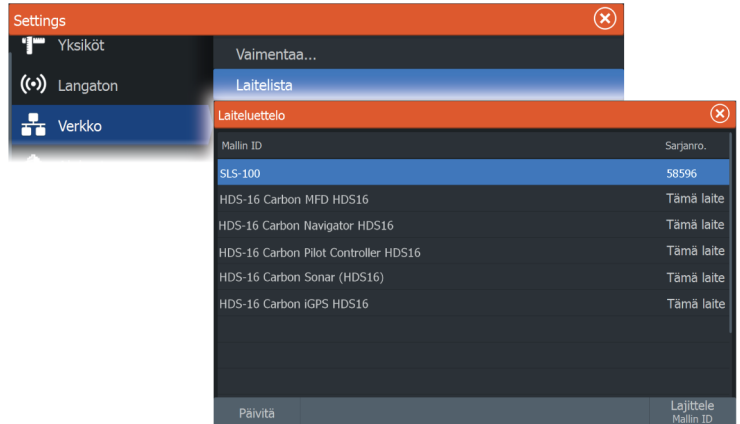 Settings
Yksiköt
Langaton
Verkko
Vaimentaa...
Laitelista
Laiteluettelo
Mallin ID Sarjanro.
SLS-100 58596
HDS-16 Carbon MFD HDS16 Tämä laite
HDS-16 Carbon Navigator HDS16 Tämä laite
HDS-16 Carbon Pilot Controller HDS16 Tämä laite
HDS-16 Carbon Sonar (HDS16) Tämä laite
HDS-16 Carbon iGPS HDS16 Tämä laite
Päivitä
Lajittele
Mallin ID